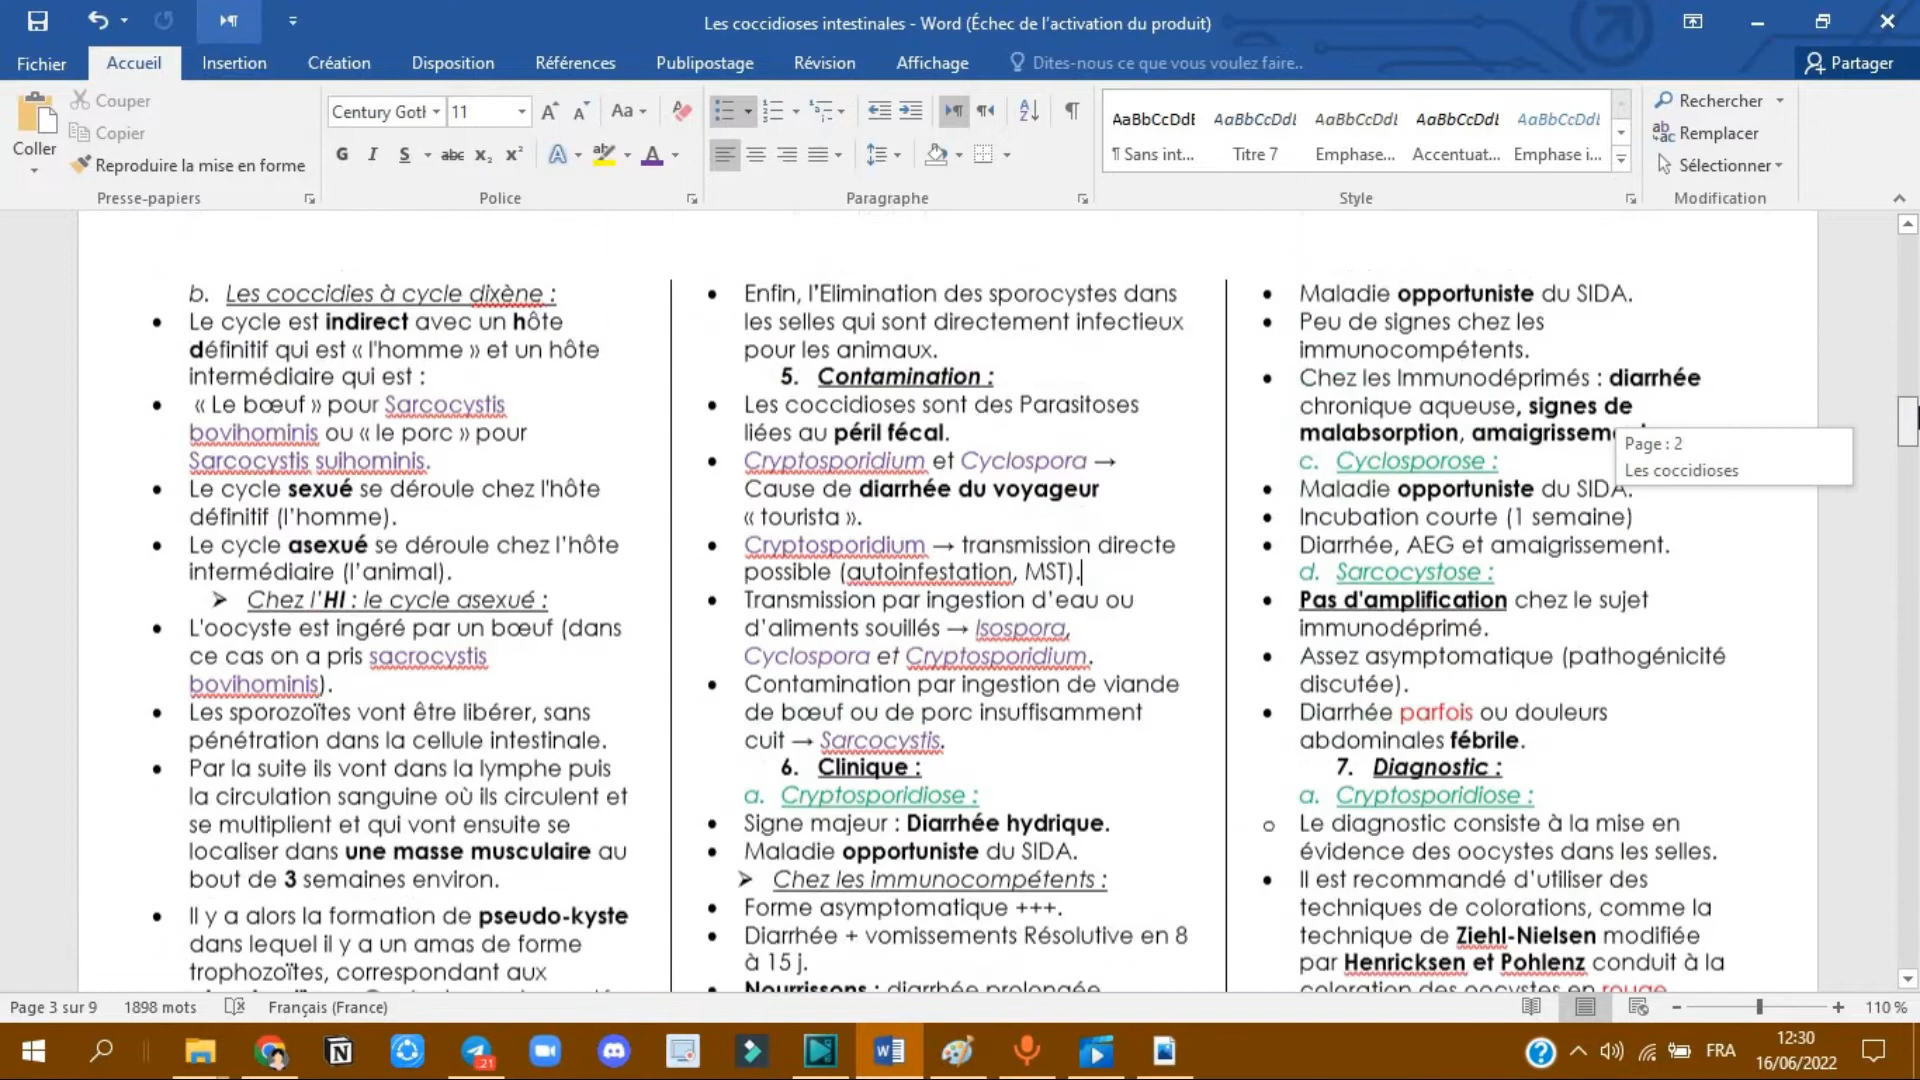 Les coccidioses intestinales - Word (Échec de l'activation du produit)
Fichier
Accueil
Insertion
Création
Disposition
Références
Publipostage
Révision
Affichage
Dites-nous ce que vous voulez faire..
Partager
Coller
Couper
Copier
Reproduire la mise en forme
Presse-papiers
Century Goth
11
Aa
G I S abc x₂ x²
Police
Paragraphe
AaBbCcDdE
AaBbCcDdL
AaBbCcDdI
AaBbCcDdL
AaBbCcDdL
¶ Sans int...
Titre 7
Emphase...
Accentuat...
Emphase i...
Style
Rechercher
Remplacer
Sélectionner
Modification
b. Les coccidies à cycle dixène :
• Le cycle est indirect avec un hôte
définitif qui est « l'homme » et un hôte
intermédiaire qui est :
• « Le bœuf » pour Sarcocystis
bovihominis ou « le porc » pour
Sarcocystis suihominis.
• Le cycle sexué se déroule chez l'hôte
définitif (l'homme).
• Le cycle asexué se déroule chez l'hôte
intermédiaire (l'animal).
➢ Chez l'HI : le cycle asexué :
• L'oocyste est ingéré par un bœuf (dans
ce cas on a pris sacrocystis
bovihominis).
• Les sporozoïtes vont être libérer, sans
pénétration dans la cellule intestinale.
• Par la suite ils vont dans la lymphe puis
la circulation sanguine où ils circulent et
se multiplient et qui vont ensuite se
localiser dans une masse musculaire au
bout de 3 semaines environ.
• Il y a alors la formation de pseudo-kyste
dans lequel il y a un amas de forme
trophozoïtes, correspondant aux
• Enfin, l'Elimination des sporocystes dans
les selles qui sont directement infectieux
pour les animaux.
5. Contamination :
• Les coccidioses sont des Parasitoses
liées au péril fécal.
• Cryptosporidium et Cyclospora →
Cause de diarrhée du voyageur
« tourista ».
• Cryptosporidium → transmission directe
possible (autoinfestation, MST).
• Transmission par ingestion d'eau ou
d'aliments souillés → Isospora,
Cyclospora et Cryptosporidium.
• Contamination par ingestion de viande
de bœuf ou de porc insuffisamment
cuit → Sarcocystis.
6. Clinique :
a. Cryptosporidiose :
• Signe majeur : Diarrhée hydrique.
• Maladie opportuniste du SIDA.
➢ Chez les immunocompétents :
• Forme asymptomatique +++.
• Diarrhée + vomissements Résolutive en 8
à 15 j.
Nourrissons : diarrhée prolongée
• Maladie opportuniste du SIDA.
• Peu de signes chez les
immunocompétents.
• Chez les Immunodéprimés : diarrhée
chronique aqueuse, signes de
malabsorption, amaigrissem
c. Cyclosporose :
• Maladie opportuniste du SIDA.
• Incubation courte (1 semaine)
• Diarrhée, AEG et amaigrissement.
d. Sarcocystose :
• Pas d'amplification chez le sujet
immunodéprimé.
• Assez asymptomatique (pathogénicité
discutée).
• Diarrhée parfois ou douleurs
abdominales fébrile.
7. Diagnostic :
a. Cryptosporidiose :
o Le diagnostic consiste à la mise en
évidence des oocystes dans les selles.
• Il est recommandé d'utiliser des
techniques de colorations, comme la
technique de Ziehl-Nielsen modifiée
par Henricksen et Pohlenz conduit à la
coloration des oocystes en rouge
Page : 2
Les coccidioses
Page 3 sur 9
1898 mots
Français (France)
110 %
21
FRA
12:30
16/06/2022